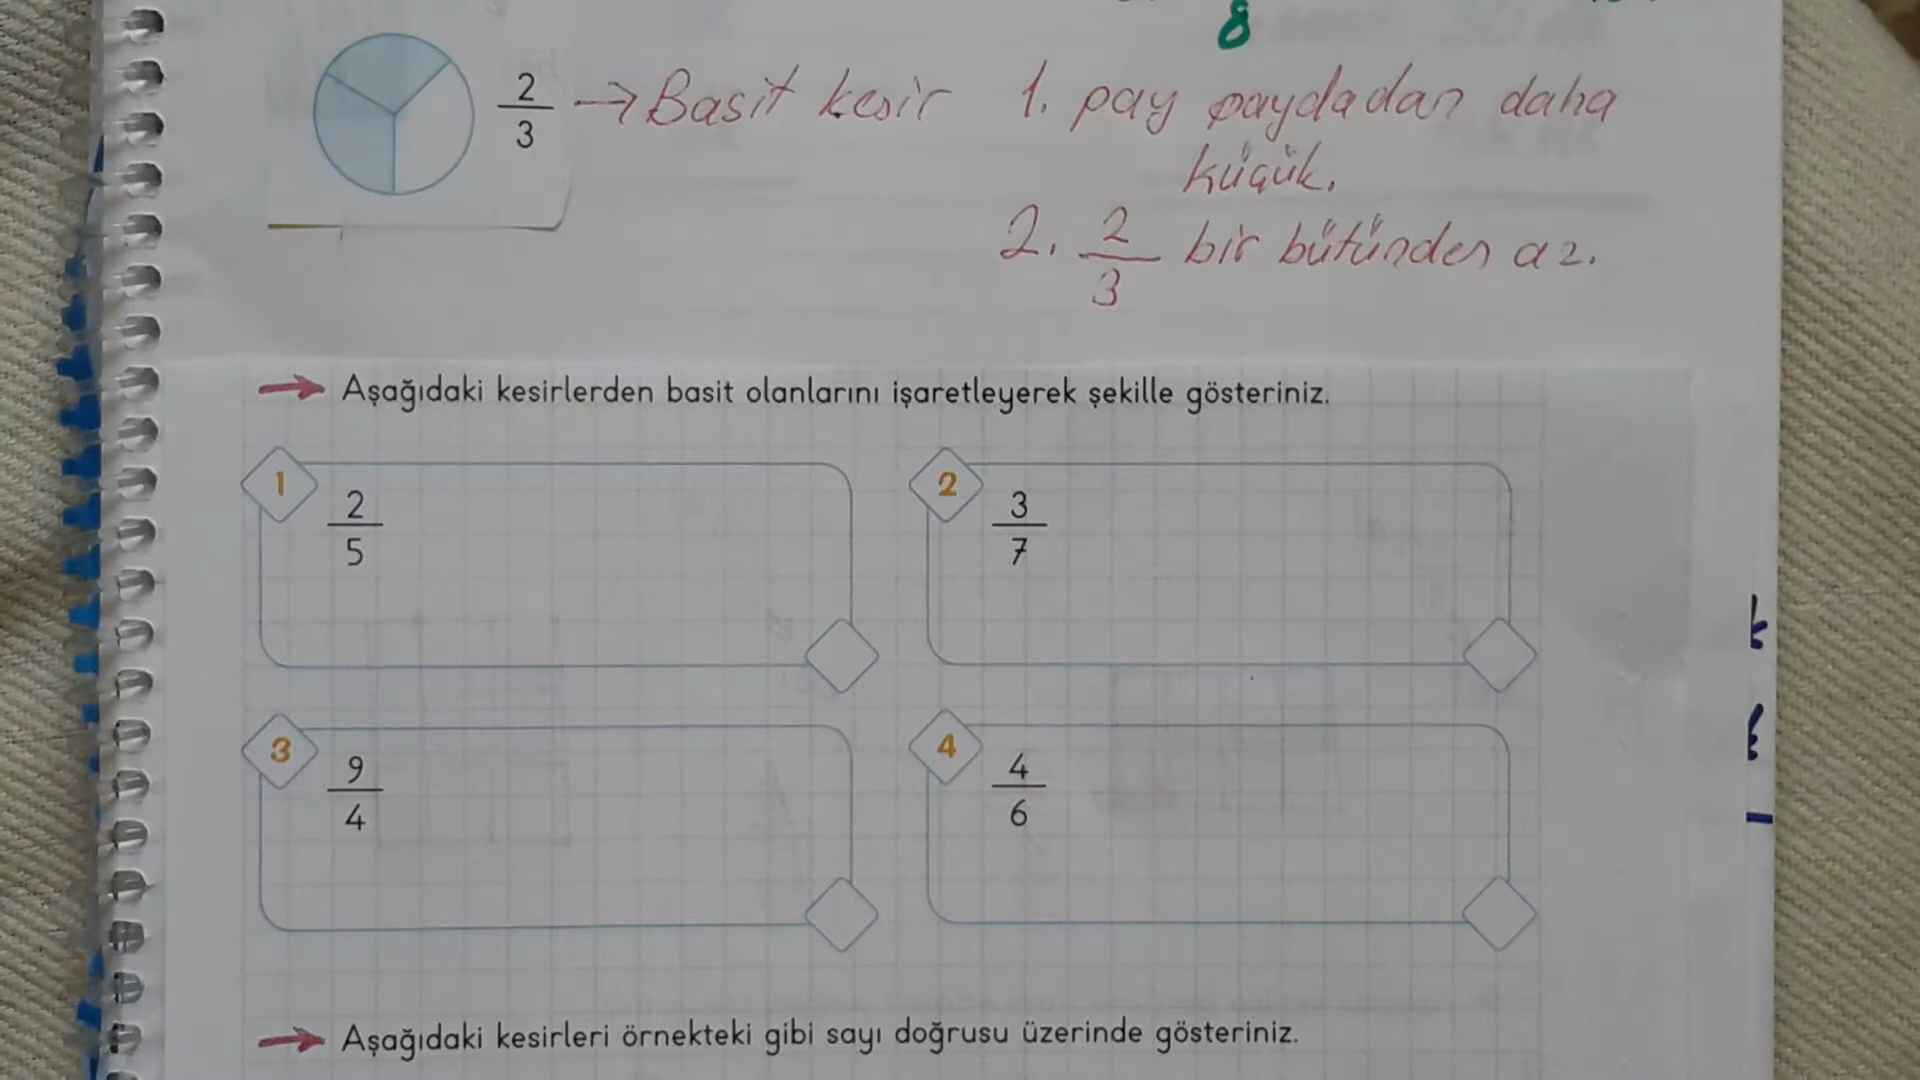 8
2/3 → Basit kesir 1. pay paydadan daha
küçük.
2. 2/3 bir bütünden az.
Aşağıdaki kesirlerden basit olanlarını işaretleyerek şekille gösteriniz.
1 2/5
2 3/7
3 9/4
4 4/6
Aşağıdaki kesirleri örnekteki gibi sayı doğrusu üzerinde gösteriniz.